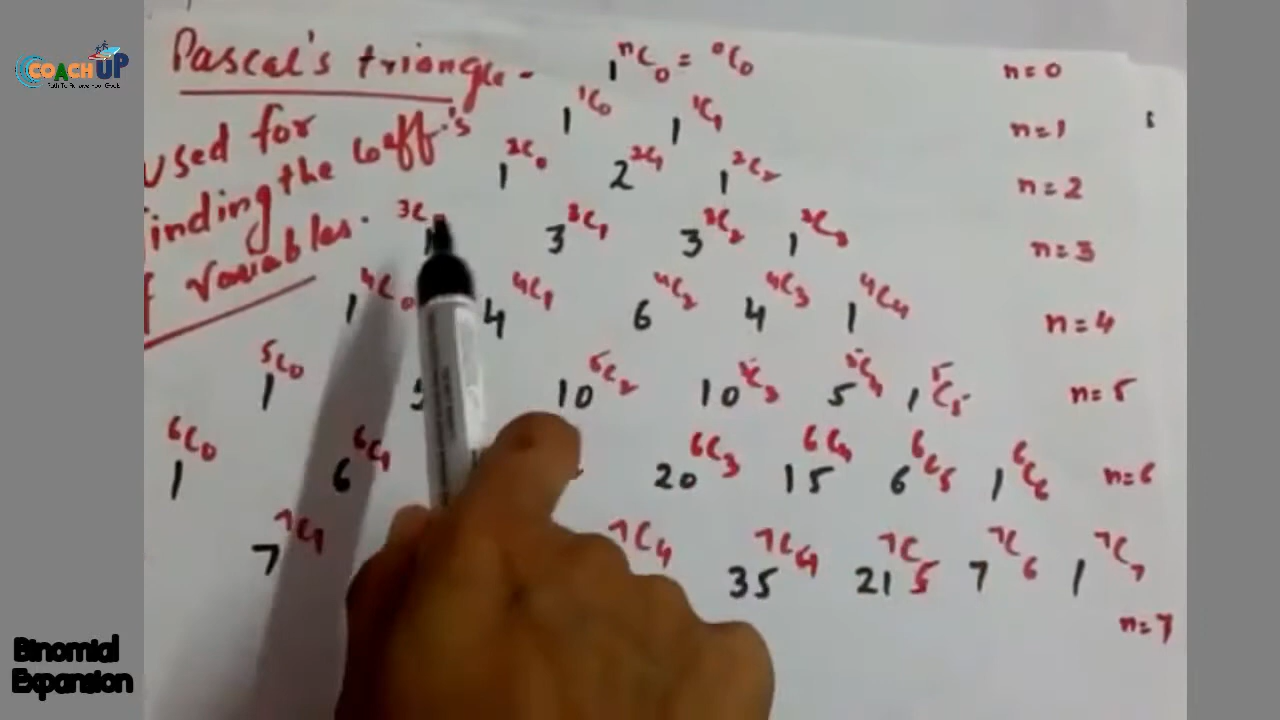 COACHUP
Pascal's triangle -
used for
finding the coeff.'s
of variables.
1 ⁿC₀ = ⁰C₀ n=0
1 ¹C₀ 1 ¹C₁ n=1
1 ²C₀ 2 ²C₁ 1 ²C₂ n=2
³C 1 3 ³C₁ 3 ³C₂ 1 ³C₃ n=3
1 ⁴C₀ 4 ⁴C₁ 6 ⁴C₂ 4 ⁴C₃ 1 ⁴C₄ n=4
1 ⁵C₀ 5 10 ⁵C₂ 10 ⁵C₃ 5 ⁵C₄ 1 ⁵C₅ n=5
1 ⁶C₀ 6 ⁶C₁ 20 ⁶C₃ 15 ⁶C₄ 6 ⁶C₅ 1 ⁶C₆ n=6
7 ⁷C₁ ⁷C₄ 35 ⁷C₄ 21 ⁷C₅ 7 ⁷C₆ 1 ⁷C₇
n=7
Binomial
Expansion